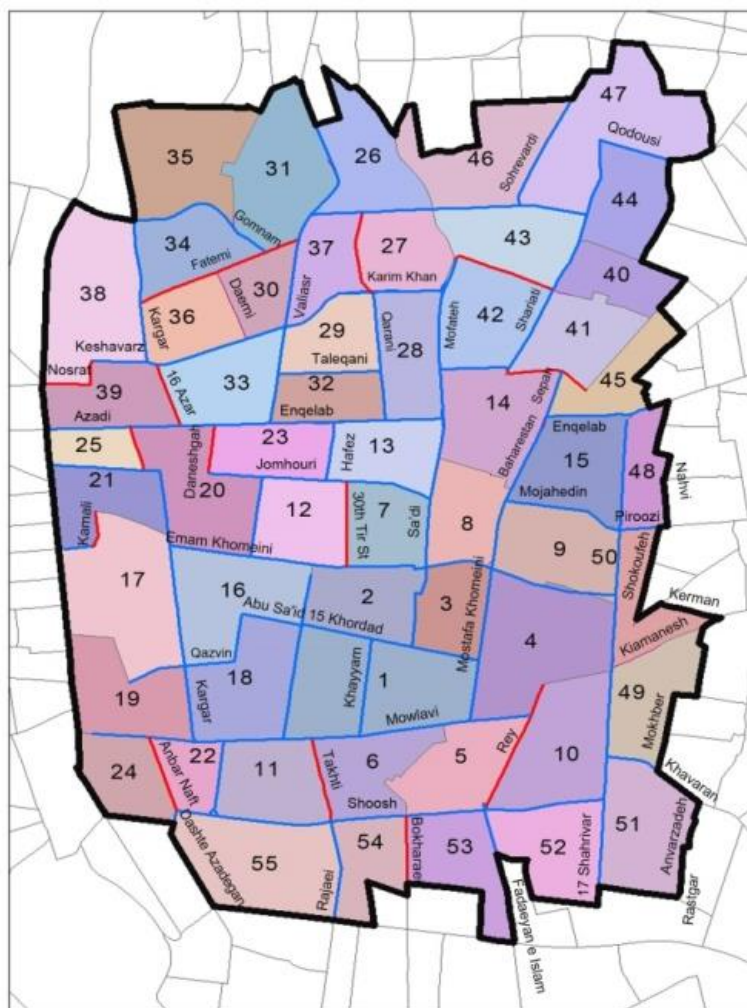 47
35
26
46
Sohrevardi
Qodousi
31
44
34
Gomnam
37
27
43
Fatemi
38
30
Karim Khan
40
Daemi
Valiasr
36
Kargar
Qarani
Mofateh
42
Shariati
41
29
Keshavarz
28
Taleqani
Nosrat
33
45
39
16 Azar
32
14
Sepah
Azadi
Enqelab
Baharestan
Enqelab
25
23
13
Hafez
15
Daneshgah
Jomhouri
48
Nahvi
21
20
Mojahedin
12
30th Tir St
7
Sa'di
8
Piroozi
Kamali
Emam Khomeini
9
50
Shokoufeh
17
16
2
3
Mostafa Khomeini
Kerman
Abu Sa'id
15 Khordad
4
Kiamanesh
Qazvin
18
Khayyam
1
19
Kargar
49
Mowlavi
Mokhber
22
11
6
5
Rey
10
24
Anbar Naft
Takhti
Khavaran
Shoosh
51
Anvarzadeh
Dashte Azadegan
55
54
Bokharaei
53
52
17 Shahrivar
Rajaei
Fadaeyan e Islam
Rastgar